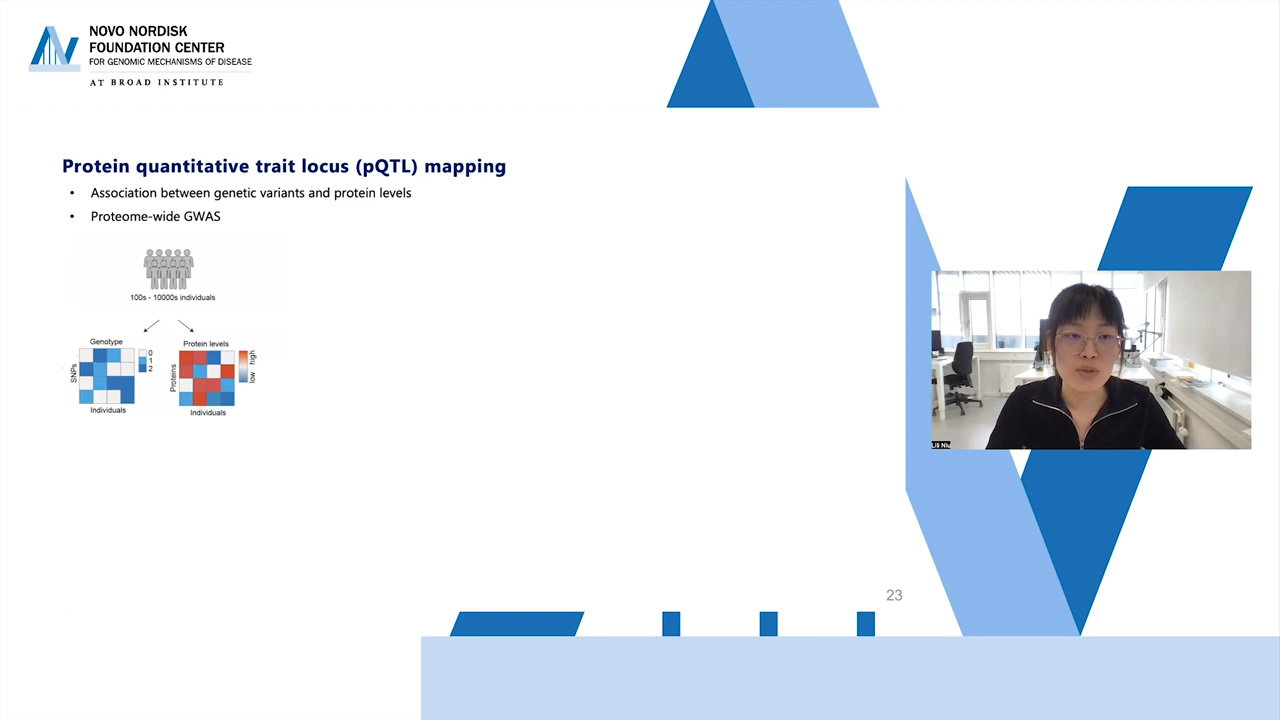 NOVO NORDISK
FOUNDATION CENTER
FOR GENOMIC MECHANISMS OF DISEASE
AT BROAD INSTITUTE
Protein quantitative trait locus (pQTL) mapping
• Association between genetic variants and protein levels
• Proteome-wide GWAS
100s - 10000s individuals
Genotype
SNPs
0
1
2
Individuals
Protein levels
Proteins
high
low
Individuals
Lili Niu
23